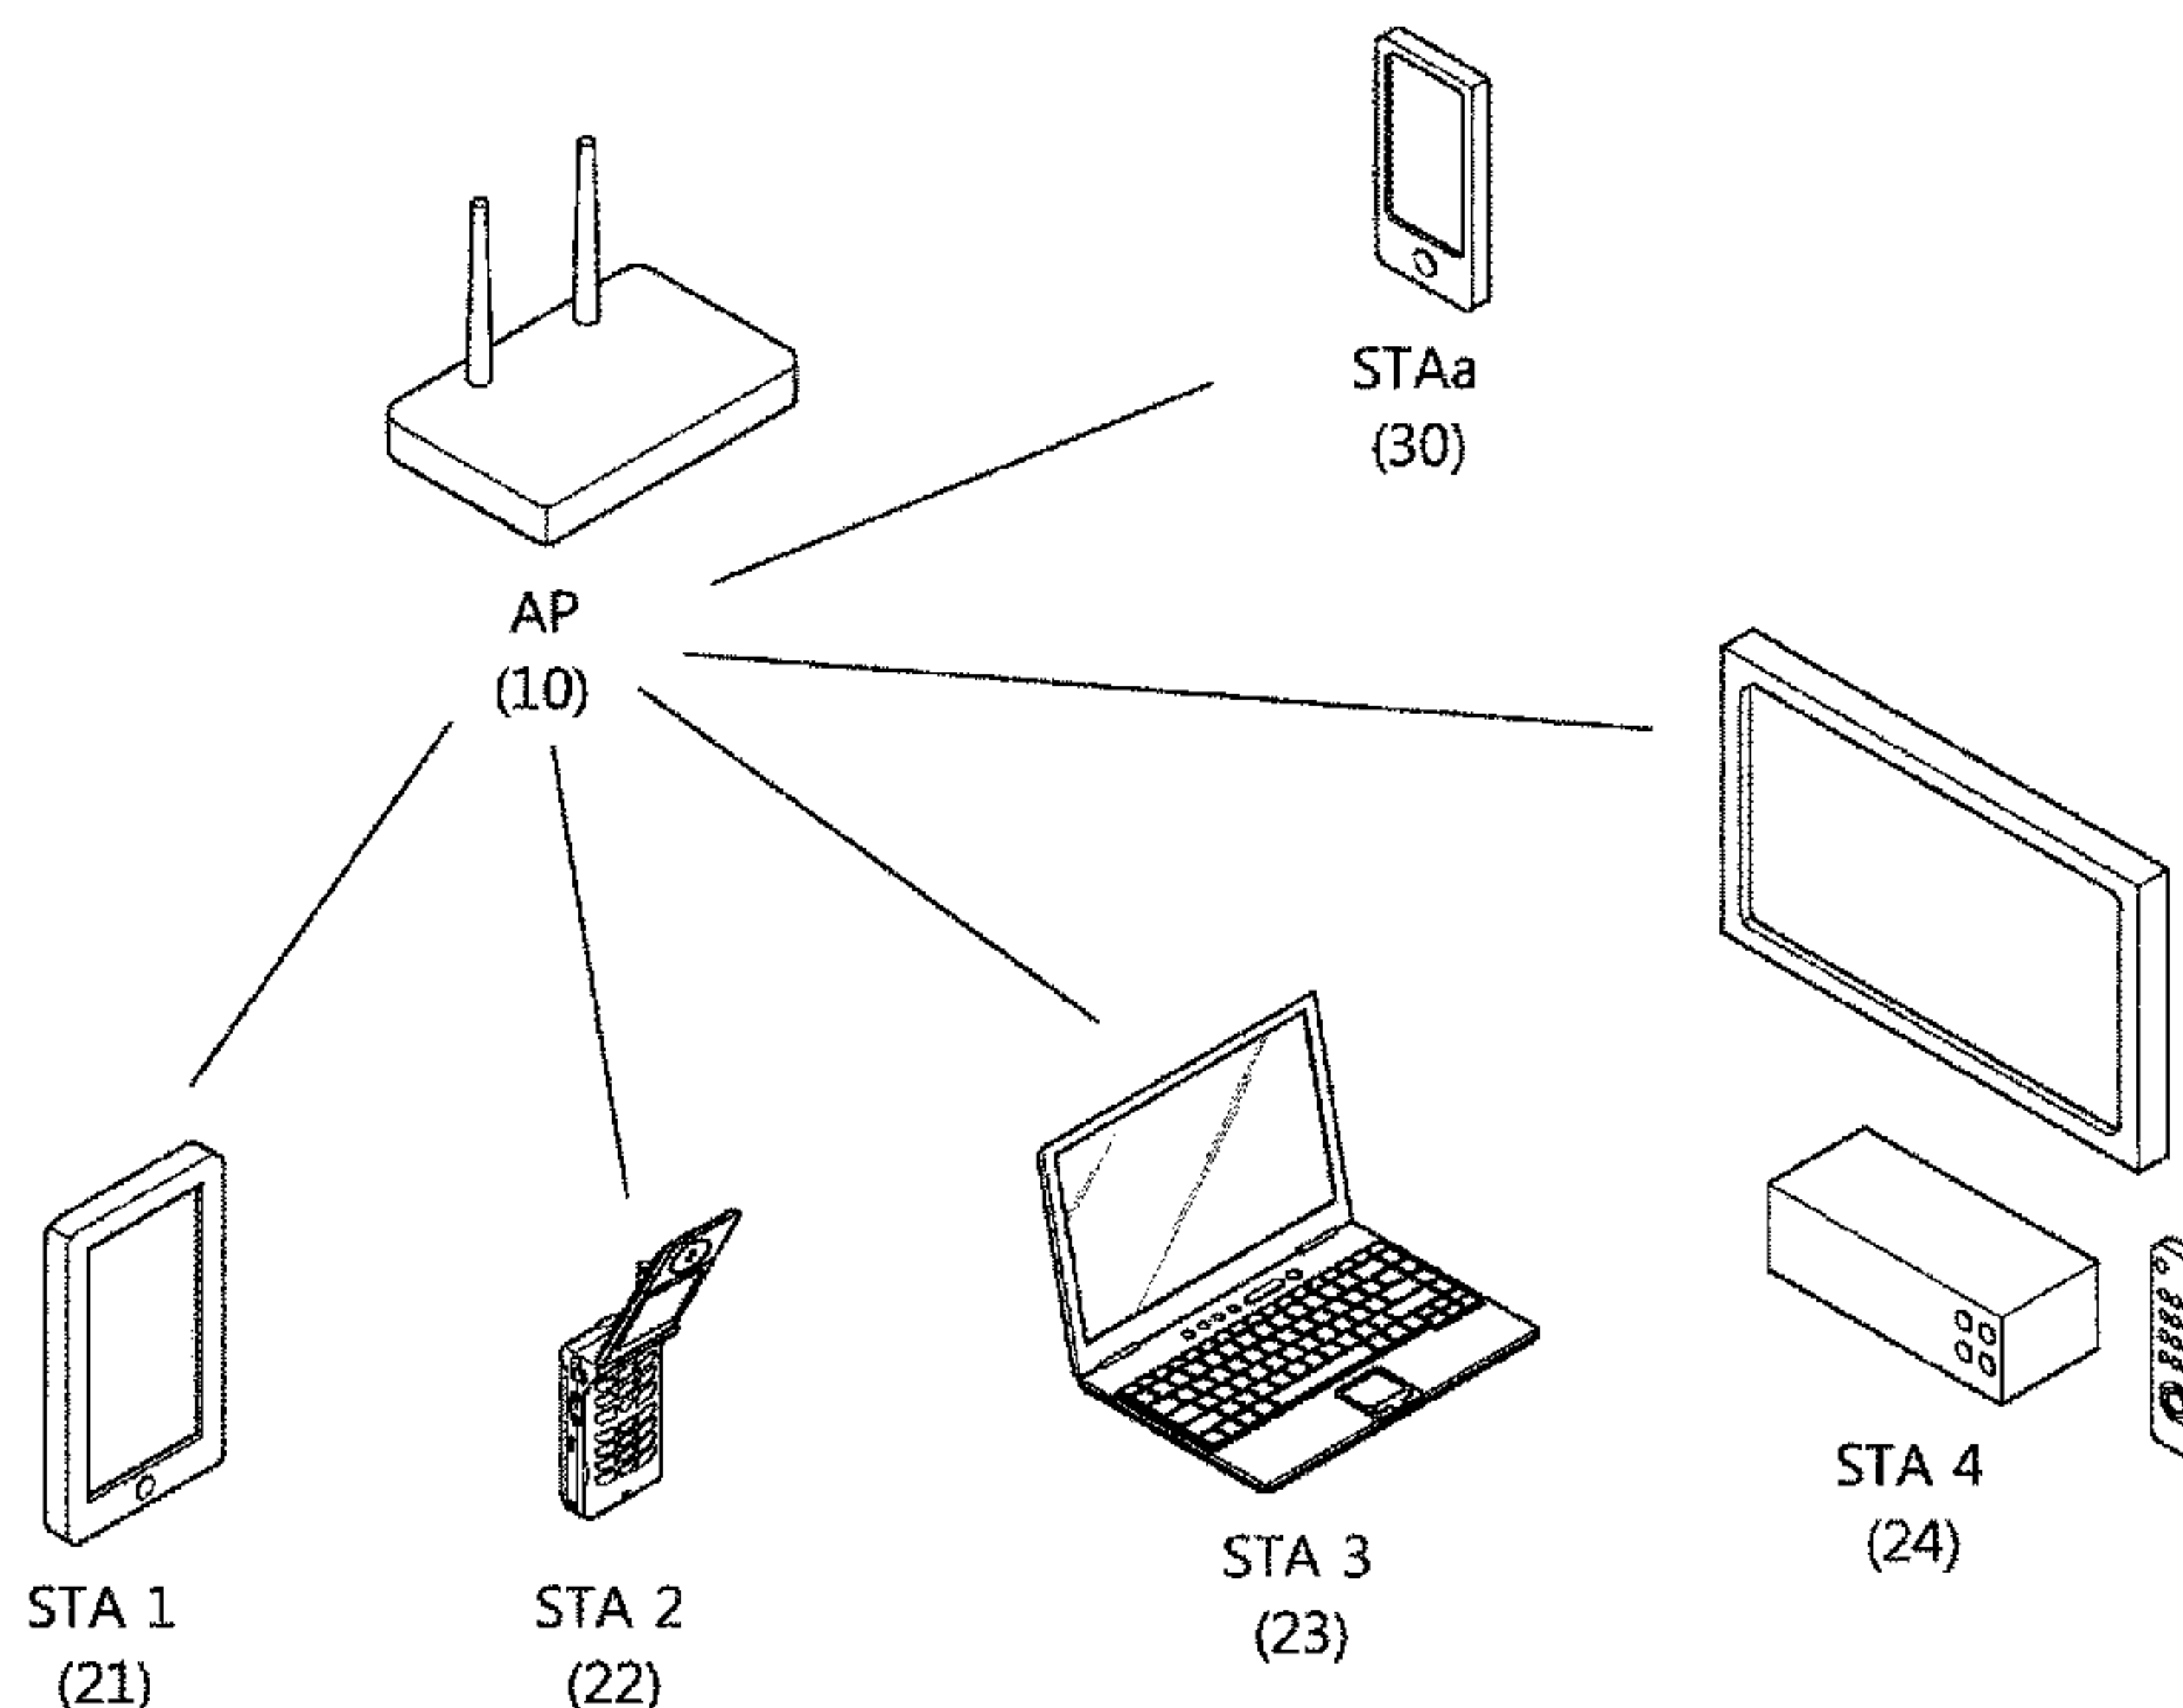 STAa
(30)
AP
(10)
STA 4
(24)
STA 3
(23)
STA 1
(21)
STA 2
(22)